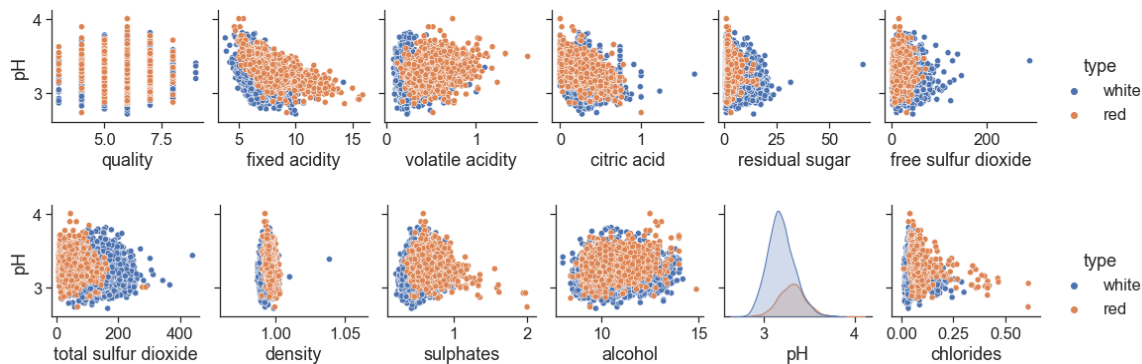 4
3
pH
5.0 7.5
quality
5 10 15
fixed acidity
0 1
volatile acidity
0 1
citric acid
0 25 50
residual sugar
0 200
free sulfur dioxide
type
white
red
4
3
pH
0 200 400
total sulfur dioxide
1.00 1.05
density
1 2
sulphates
10 15
alcohol
3 4
pH
0.00 0.25 0.50
chlorides
type
white
red